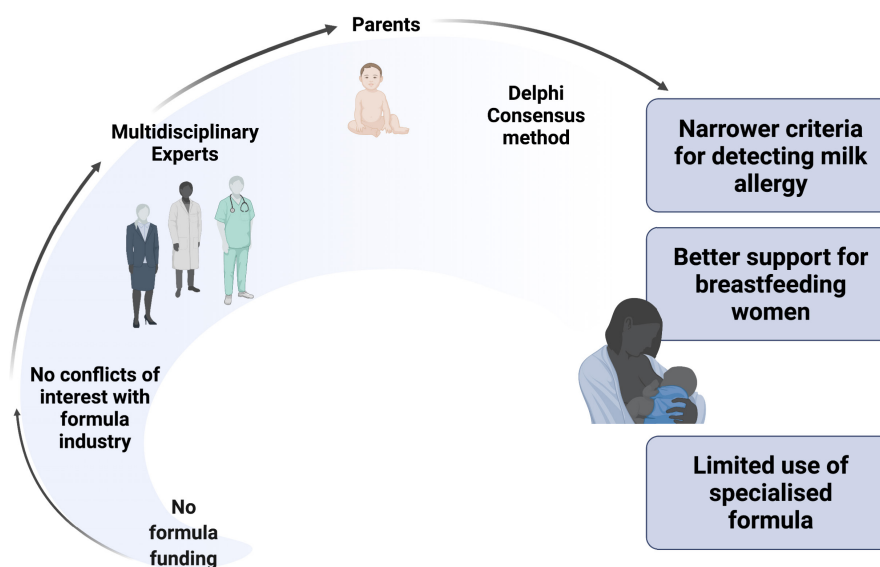 Parents
Delphi
Consensus
method
Multidisciplinary
Experts
No conflicts of
interest with
formula
industry
No
formula
funding
Narrower criteria
for detecting milk
allergy
Better support for
breastfeeding
women
Limited use of
specialised
formula